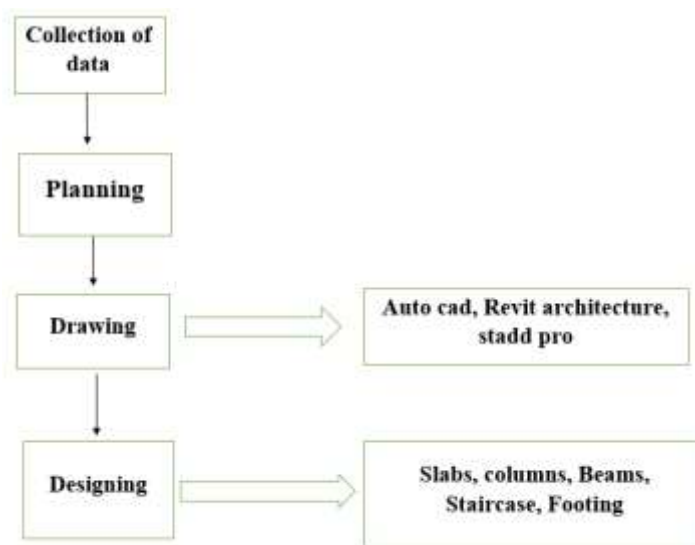 Collection of
data
Planning
Drawing
Auto cad, Revit architecture,
stadd pro
Designing
Slabs, columns, Beams,
Staircase, Footing